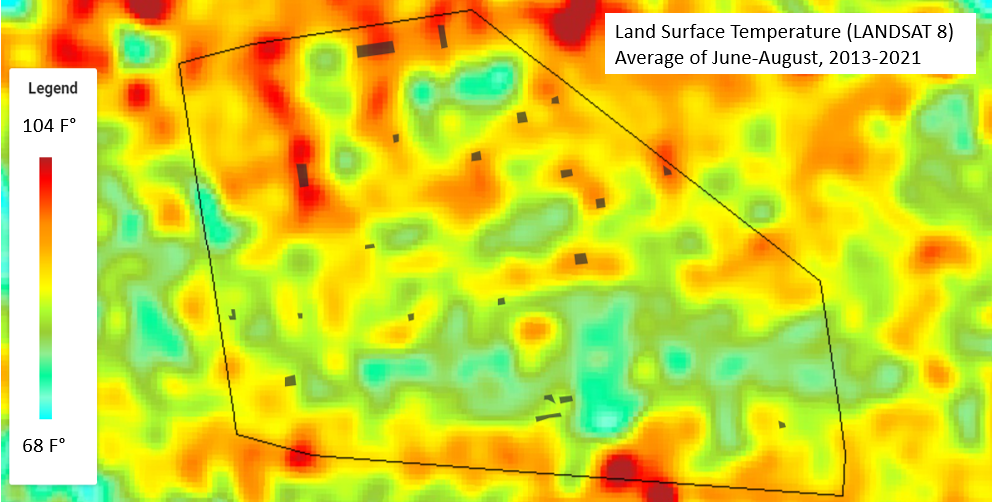 Land Surface Temperature (LANDSAT 8)
Average of June-August, 2013-2021
Legend
104 F°
68 F°